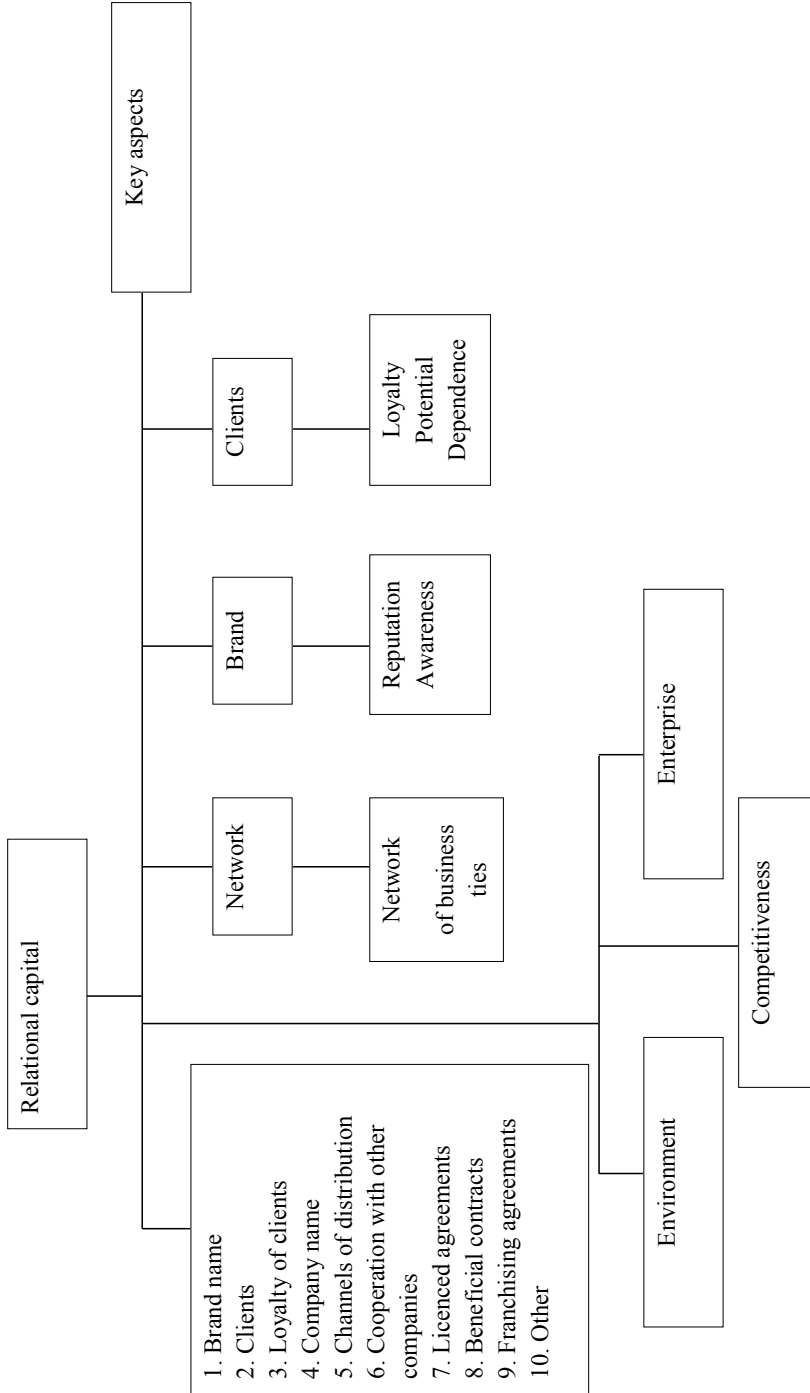 Relational capital
Key aspects
1. Brand name
2. Clients
3. Loyalty of clients
4. Company name
5. Channels of distribution
6. Cooperation with other
companies
7. Licenced agreements
8. Beneficial contracts
9. Franchising agreements
10. Other
Network
Brand
Clients
Network
of business
ties
Reputation
Awareness
Loyalty
Potential
Dependence
Environment
Enterprise
Competitiveness